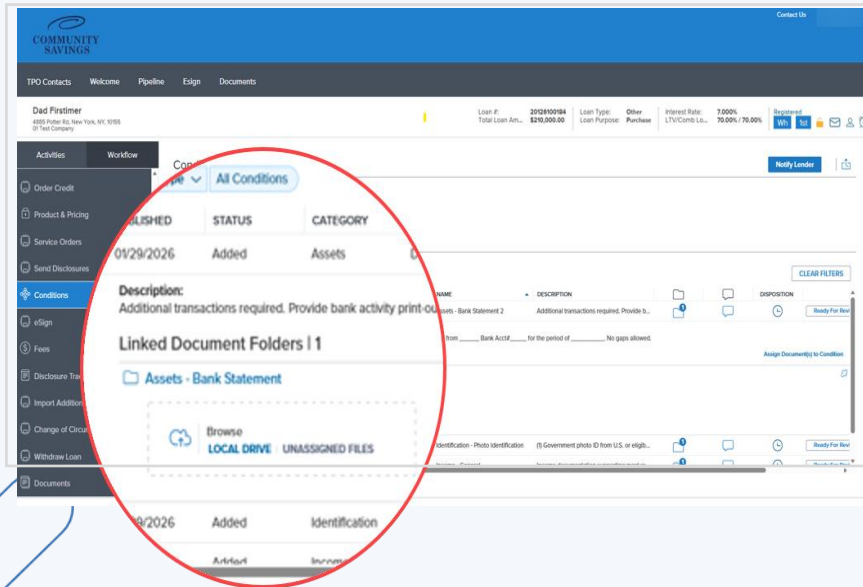 Contact Us
COMMUNITY
SAVINGS
TPO Contacts Welcome Pipeline Esign Documents
Dad Firstimer
4865 Potter Rd, New York, NY, 10155
01 Test Company
Loan #: 20126100184
Total Loan Am... $210,000.00
Loan Type: Other
Loan Purpose: Purchase
Interest Rate: 7.000%
LTV/Comb Lo... 70.00% / 70.00%
Registered
Wh 1st
Activities Workflow
Notify Lender
Order Credit
Product & Pricing
Service Orders
Send Disclosures
Conditions
eSign
Fees
Disclosure Tra
Import Addition
Change of Circu
Withdraw Loan
Documents
All Conditions
STATUS CATEGORY
01/29/2026 Added Assets
Description:
Additional transactions required. Provide bank activity print-ou
Linked Document Folders | 1
Assets - Bank Statement
Browse
LOCAL DRIVE UNASSIGNED FILES
Added Identification
Added
CLEAR FILTERS
NAME DESCRIPTION DISPOSITION
Assets - Bank Statement 2 Additional transactions required. Provide b... Ready For Revi
from _____ Bank Acct#_____ for the period of __________ No gaps allowed.
Assign Document(s) to Condition
Identification - Photo Identification (1) Government photo ID from U.S. or eligib... Ready For Revi